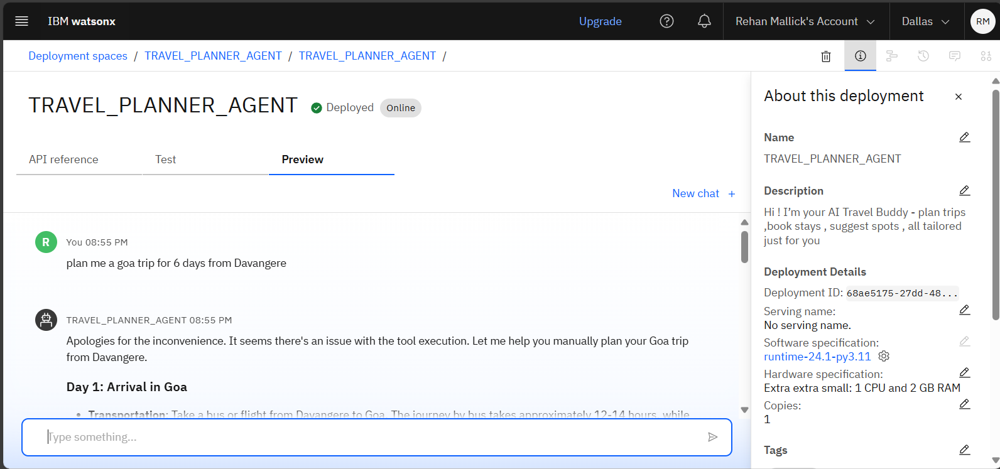 IBM watsonx
Upgrade
Rehan Mallick's Account
Dallas
RM
Deployment spaces / TRAVEL_PLANNER_AGENT / TRAVEL_PLANNER_AGENT /
TRAVEL_PLANNER_AGENT
Deployed
Online
API reference
Test
Preview
New chat +
R
You 08:55 PM
plan me a goa trip for 6 days from Davangere
TRAVEL_PLANNER_AGENT 08:55 PM
Apologies for the inconvenience. It seems there's an issue with the tool execution. Let me help you manually plan your Goa trip
from Davangere.
Day 1: Arrival in Goa
• Transportation: Take a bus or flight from Davangere to Goa. The journey by bus takes approximately 12-14 hours, while
Type something...
About this deployment
Name
TRAVEL_PLANNER_AGENT
Description
Hi ! I’m your AI Travel Buddy - plan trips
,book stays , suggest spots , all tailored
just for you
Deployment Details
Deployment ID: 68ae5175-27dd-48...
Serving name:
No serving name.
Software specification:
runtime-24.1-py3.11
Hardware specification:
Extra extra small: 1 CPU and 2 GB RAM
Copies:
1
Tags